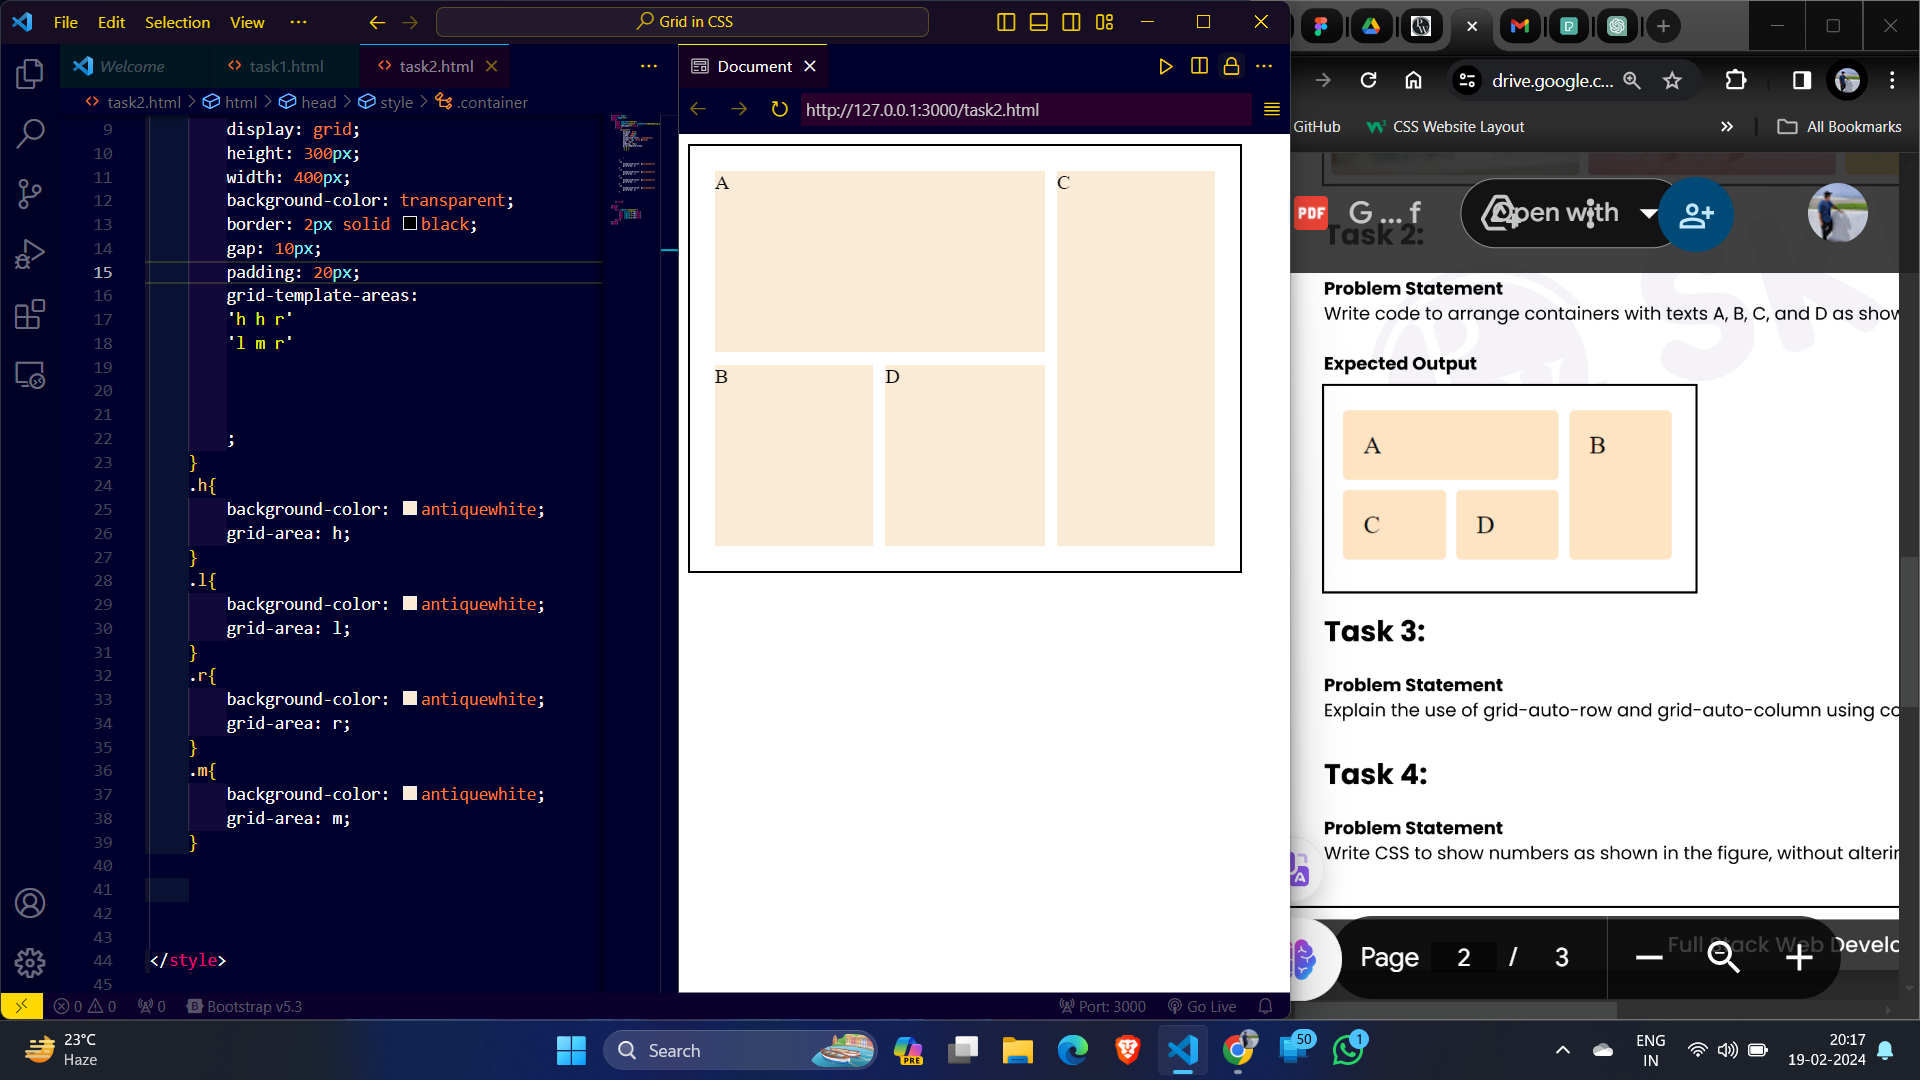 File Edit Selection View ··· Grid in CSS
Welcome task1.html task2.html ···
Document
task2.html > html > head > style > .container
http://127.0.0.1:3000/task2.html
9 display: grid;
10 height: 300px;
11 width: 400px;
12 background-color: transparent;
13 border: 2px solid black;
14 gap: 10px;
15 padding: 20px;
16 grid-template-areas:
17 'h h r'
18 'l m r'
19
20
21
22 ;
23 }
24 .h{
25 background-color: antiquewhite;
26 grid-area: h;
27 }
28 .l{
29 background-color: antiquewhite;
30 grid-area: l;
31 }
32 .r{
33 background-color: antiquewhite;
34 grid-area: r;
35 }
36 .m{
37 background-color: antiquewhite;
38 grid-area: m;
39 }
40
41
42
43
44 </style>
45
A
C
B
D
0 0 0 Bootstrap v5.3 Port: 3000 Go Live
drive.google.c...
GitHub CSS Website Layout » All Bookmarks
PDF G ... f Open with
Task 2:
Problem Statement
Write code to arrange containers with texts A, B, C, and D as show
Expected Output
A B
C D
Task 3:
Problem Statement
Explain the use of grid-auto-row and grid-auto-column using co
Task 4:
Problem Statement
Write CSS to show numbers as shown in the figure, without alterin
Full Stack Web Develo
Page 2 / 3
23°C
Haze
Search
PRE
50
1
ENG
IN
20:17
19-02-2024